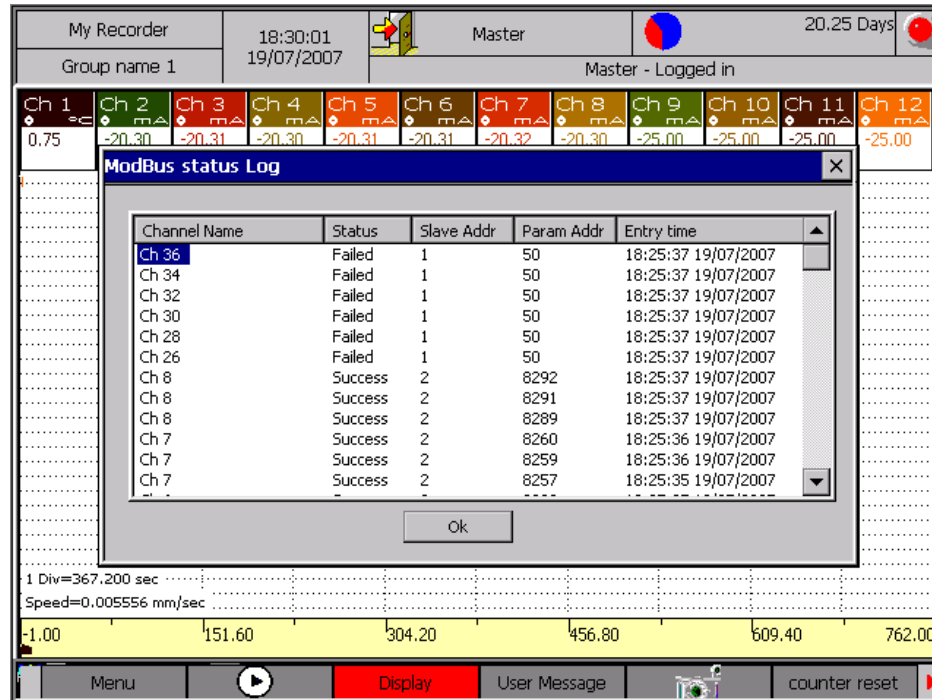 My Recorder
18:30:01
19/07/2007
Master
20.25 Days
Group name 1
Master - Logged in
Ch 1 Ch 2 Ch 3 Ch 4 Ch 5 Ch 6 Ch 7 Ch 8 Ch 9 Ch 10 Ch 11 Ch 12
°C mA mA mA mA mA mA mA mA mA mA mA
0.75 -20.30 -20.31 -20.30 -20.31 -20.31 -20.32 -20.30 -25.00 -25.00 -25.00 -25.00
ModBus status Log
Channel Name Status Slave Addr Param Addr Entry time
Ch 36 Failed 1 50 18:25:37 19/07/2007
Ch 34 Failed 1 50 18:25:37 19/07/2007
Ch 32 Failed 1 50 18:25:37 19/07/2007
Ch 30 Failed 1 50 18:25:37 19/07/2007
Ch 28 Failed 1 50 18:25:37 19/07/2007
Ch 26 Failed 1 50 18:25:37 19/07/2007
Ch 8 Success 2 8292 18:25:37 19/07/2007
Ch 8 Success 2 8291 18:25:37 19/07/2007
Ch 8 Success 2 8289 18:25:37 19/07/2007
Ch 7 Success 2 8260 18:25:36 19/07/2007
Ch 7 Success 2 8259 18:25:36 19/07/2007
Ch 7 Success 2 8257 18:25:35 19/07/2007
Ok
1 Div=367.200 sec
Speed=0.005556 mm/sec
-1.00 151.60 304.20 456.80 609.40 762.00
Menu Display User Message counter reset